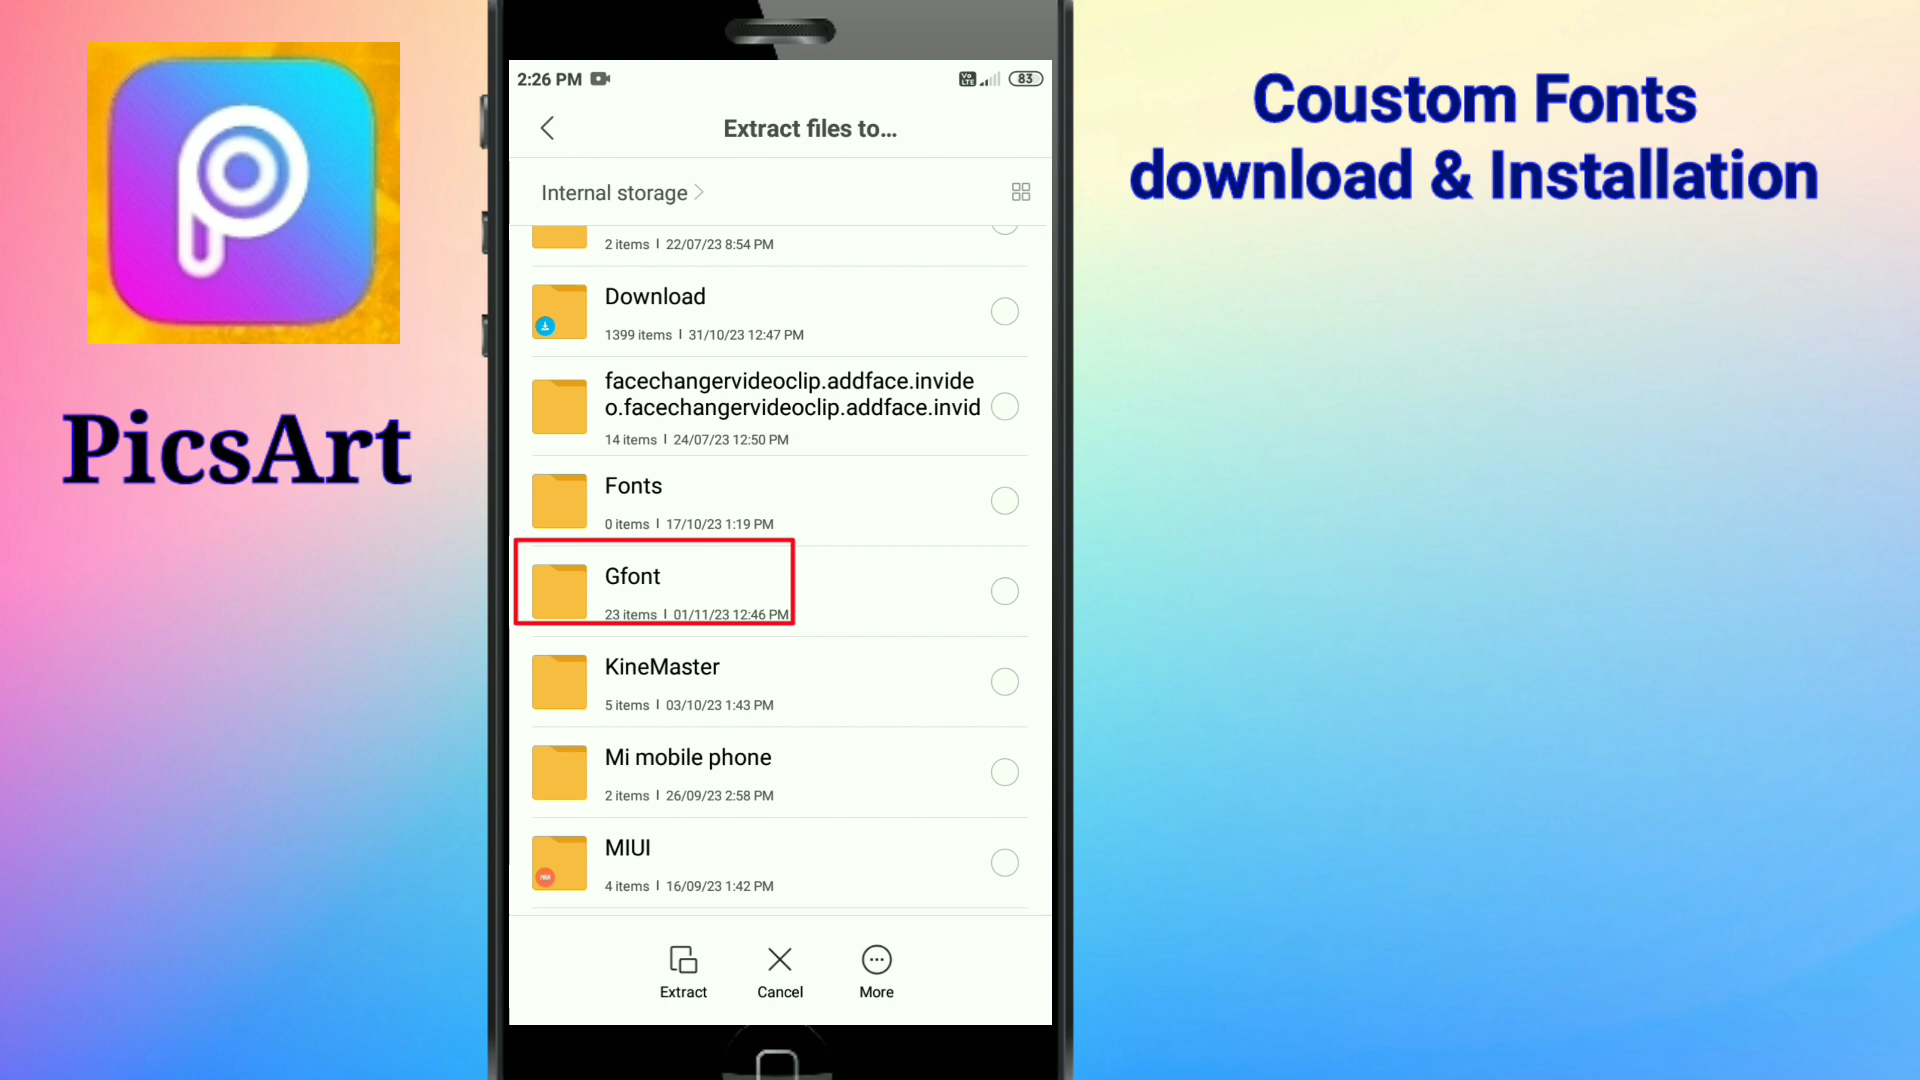 PicsArt
2:26 PM
83
Extract files to...
Internal storage
2 items | 22/07/23 8:54 PM
Download
1399 items | 31/10/23 12:47 PM
facechangervideoclip.addface.invide
o.facechangervideoclip.addface.invid
14 items | 24/07/23 12:50 PM
Fonts
0 items | 17/10/23 1:19 PM
Gfont
23 items | 01/11/23 12:46 PM
KineMaster
5 items | 03/10/23 1:43 PM
Mi mobile phone
2 items | 26/09/23 2:58 PM
MIUI
4 items | 16/09/23 1:42 PM
Extract
Cancel
More
Coustom Fonts
download & Installation